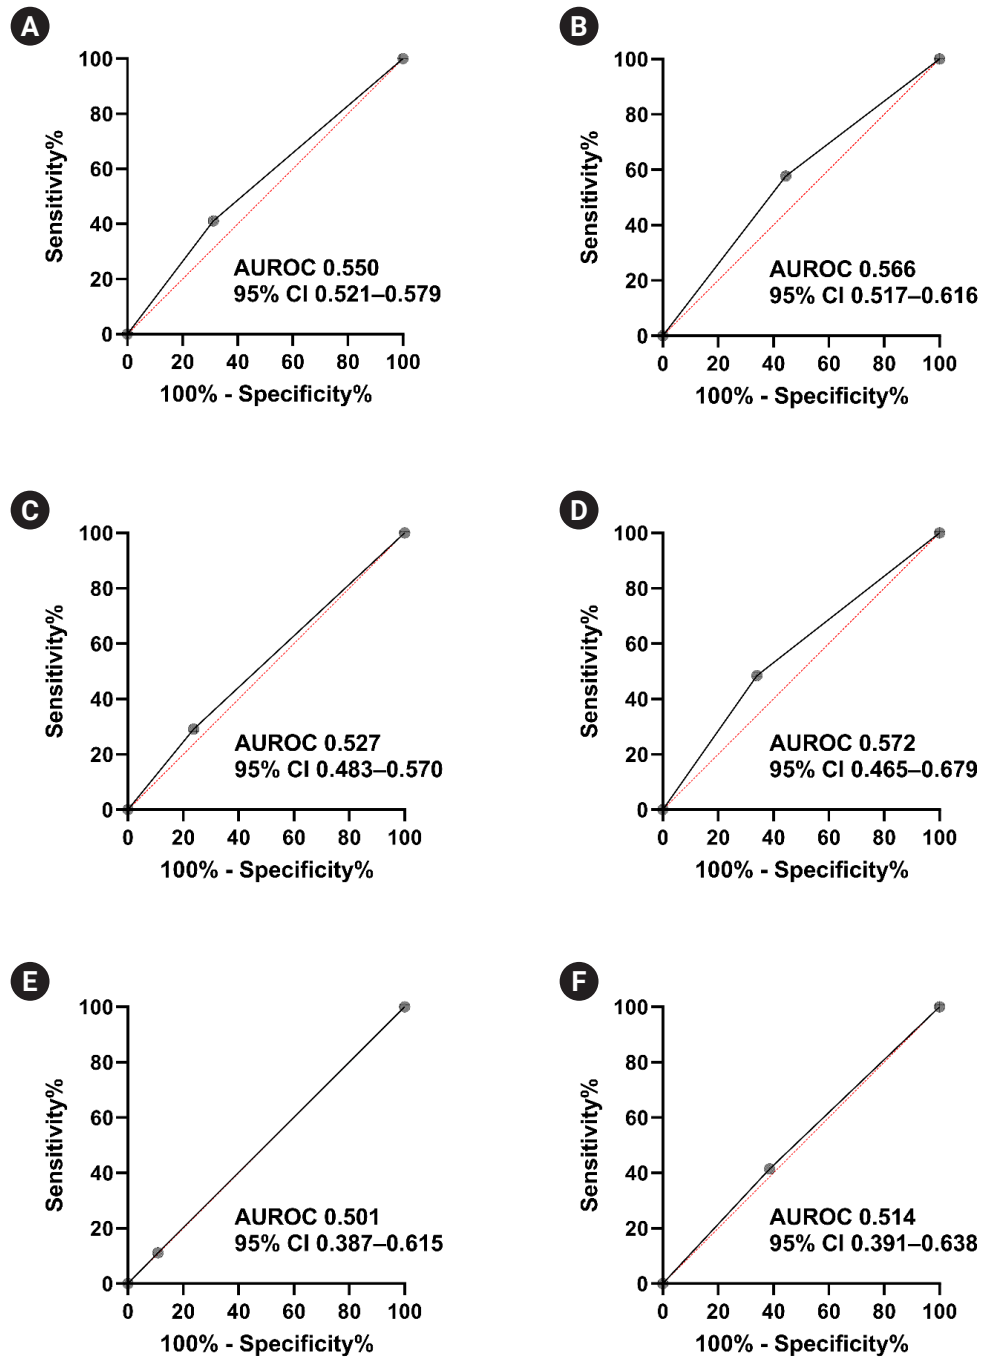 A
100
80
60
40
20
0
Sensitivity%
AUROC 0.550
95% CI 0.521–0.579
0 20 40 60 80 100
100% - Specificity%
B
100
80
60
40
20
0
Sensitivity%
AUROC 0.566
95% CI 0.517–0.616
0 20 40 60 80 100
100% - Specificity%
C
100
80
60
40
20
0
Sensitivity%
AUROC 0.527
95% CI 0.483–0.570
0 20 40 60 80 100
100% - Specificity%
D
100
80
60
40
20
0
Sensitivity%
AUROC 0.572
95% CI 0.465–0.679
0 20 40 60 80 100
100% - Specificity%
E
100
80
60
40
20
0
Sensitivity%
AUROC 0.501
95% CI 0.387–0.615
0 20 40 60 80 100
100% - Specificity%
F
100
80
60
40
20
0
Sensitivity%
AUROC 0.514
95% CI 0.391–0.638
0 20 40 60 80 100
100% - Specificity%